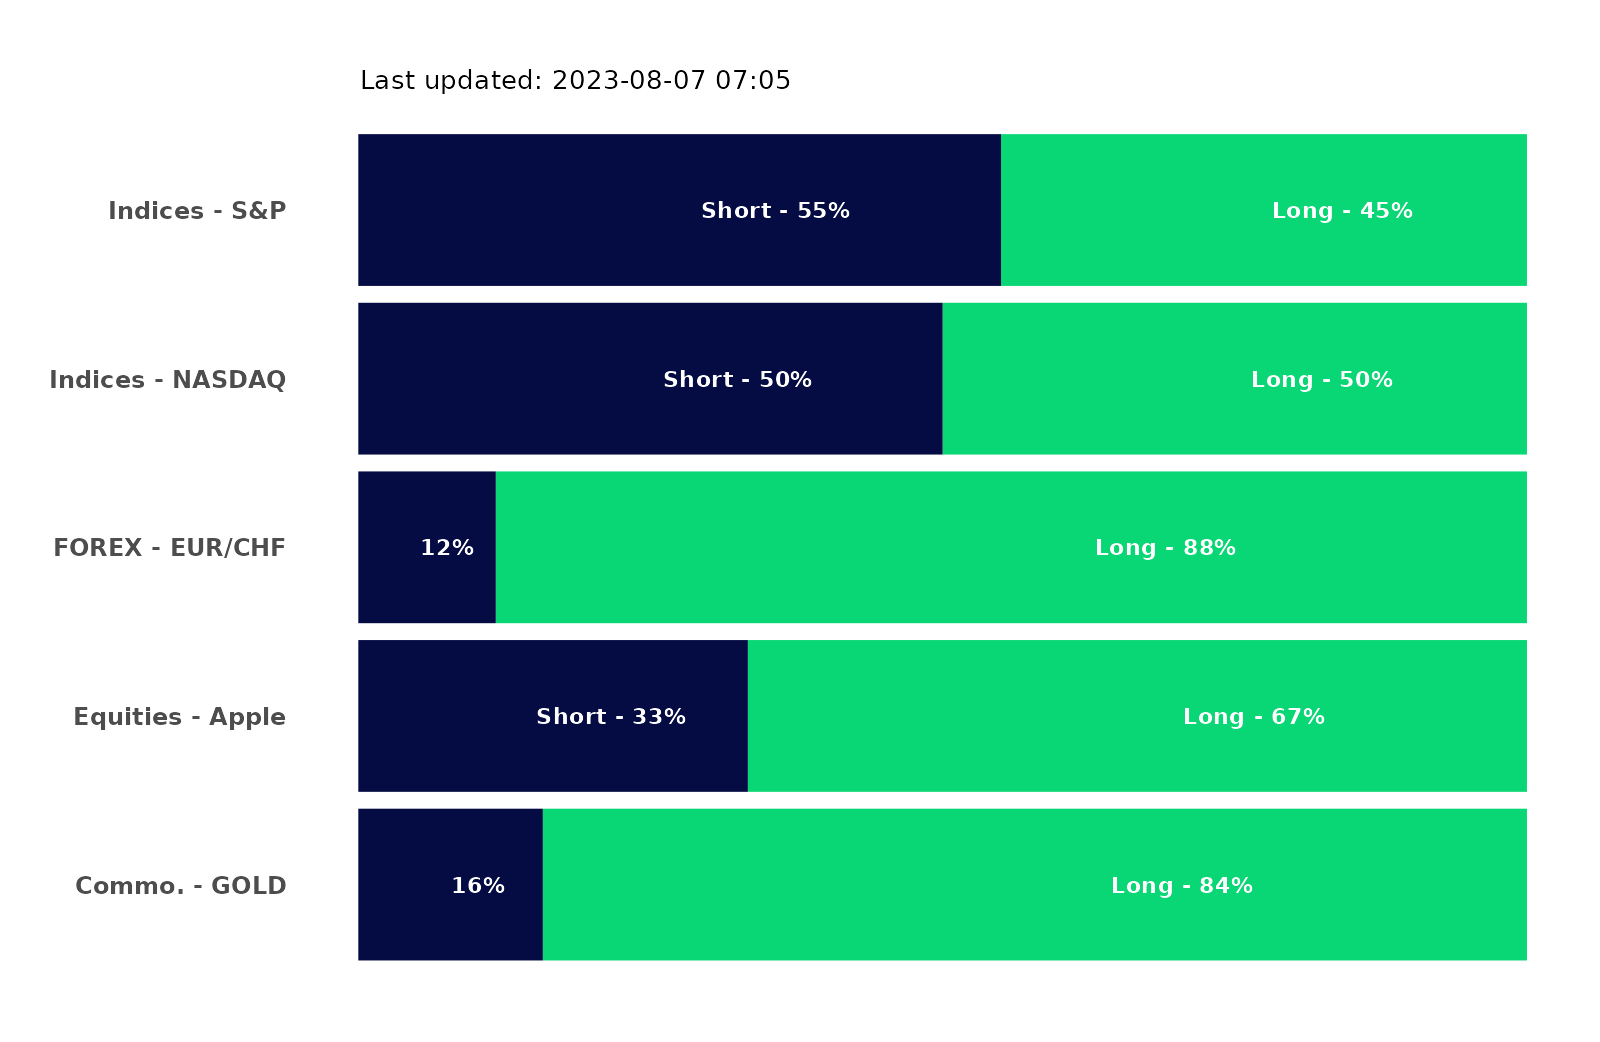 Last updated: 2023-08-07 07:05
Indices - S&P Short - 55% Long - 45%
Indices - NASDAQ Short - 50% Long - 50%
FOREX - EUR/CHF 12% Long - 88%
Equities - Apple Short - 33% Long - 67%
Commo. - GOLD 16% Long - 84%